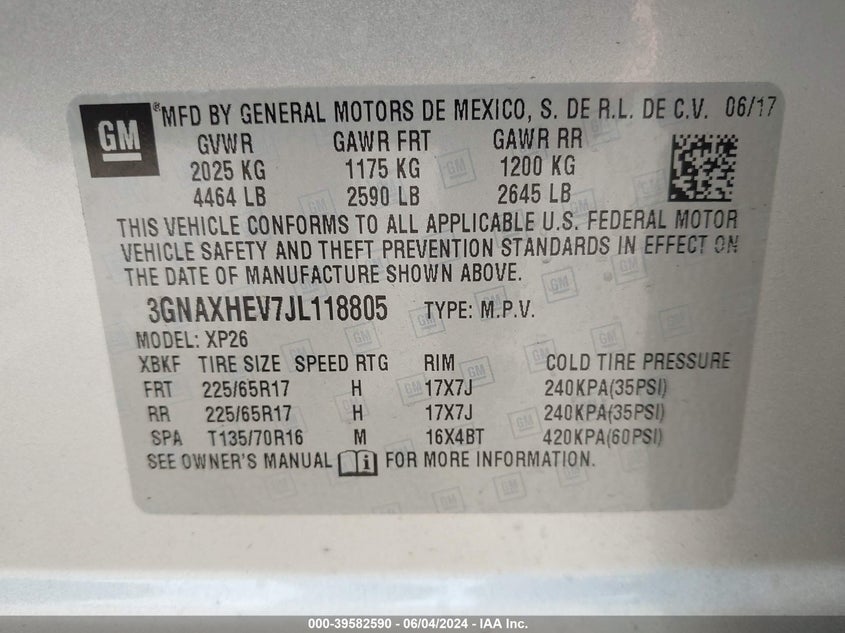 GM ®MFD BY GENERAL MOTORS DE MEXICO, S. DE R.L. DE C.V. 06/17
GVWR GAWR FRT GAWR RR
2025 KG 1175 KG 1200 KG
4464 LB 2590 LB 2645 LB
THIS VEHICLE CONFORMS TO ALL APPLICABLE U.S. FEDERAL MOTOR
VEHICLE SAFETY AND THEFT PREVENTION STANDARDS IN EFFECT ON
THE DATE OF MANUFACTURE SHOWN ABOVE.
3GNAXHEV7JL118805 TYPE: M.P.V.
MODEL: XP26
XBKF TIRE SIZE SPEED RTG RIM COLD TIRE PRESSURE
FRT 225/65R17 H 17X7J 240KPA(35PSI)
RR 225/65R17 H 17X7J 240KPA(35PSI)
SPA T135/70R16 M 16X4BT 420KPA(60PSI)
SEE OWNER'S MANUAL i FOR MORE INFORMATION.
000-39582590 - 06/04/2024 - IAA Inc.